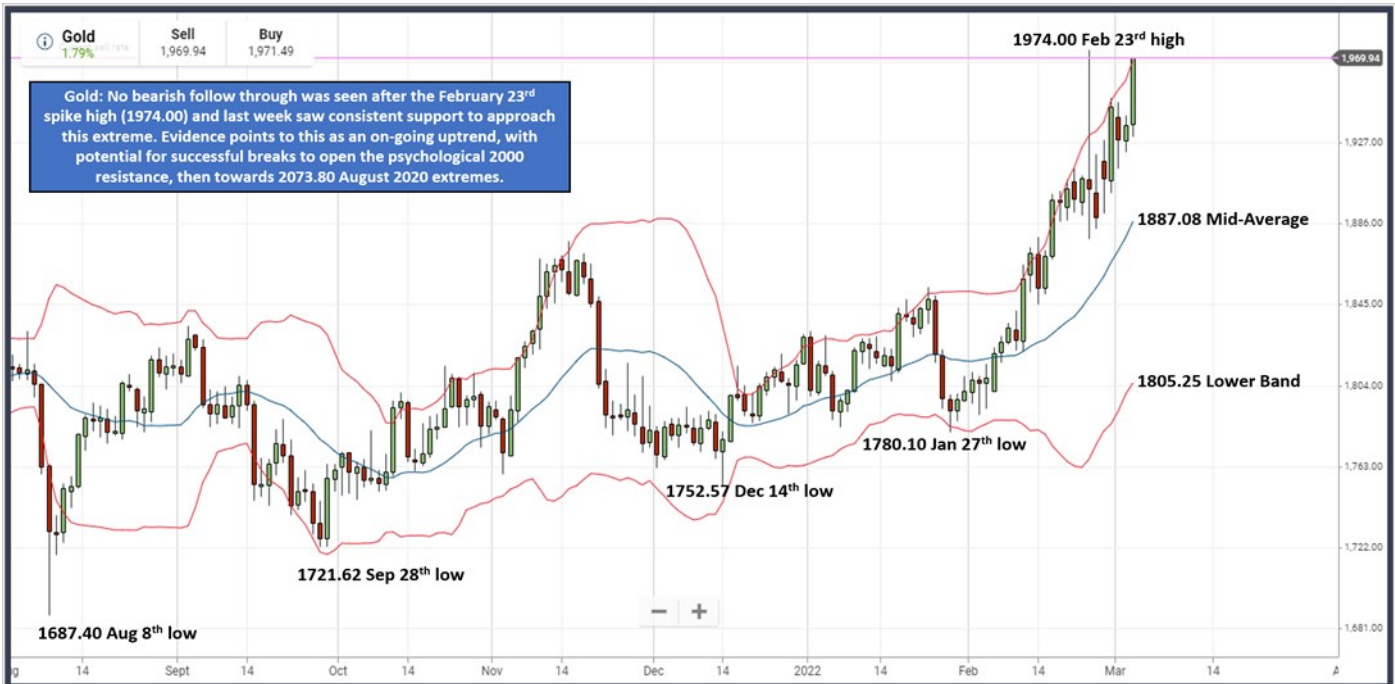 Gold
Sell
Buy
1.79%
1,969.94
1,971.49
1974.00 Feb 23rd high
1,969.94
Gold: No bearish follow through was seen after the February 23rd
spike high (1974.00) and last week saw consistent support to approach
this extreme. Evidence points to this as an on-going uptrend, with
potential for successful breaks to open the psychological 2000
resistance, then towards 2073.80 August 2020 extremes.
1,927.00
1,886.00
1887.08 Mid-Average
1,845.00
1,804.00
1805.25 Lower Band
1780.10 Jan 27th low
1,763.00
1752.57 Dec 14th low
1,722.00
1721.62 Sep 28th low
1687.40 Aug 8th low
1,681.00
14
Sept
14
Oct
14
Nov
14
Dec
14
2022
14
Feb
14
Mar
14